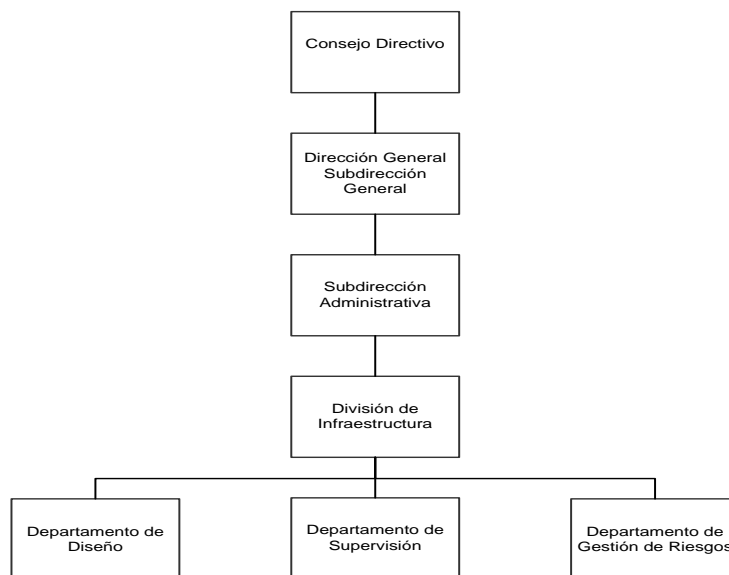 Consejo Directivo
Dirección General
Subdirección
General
Subdirección
Administrativa
División de
Infraestructura
Departamento de
Diseño
Departamento de
Supervisión
Departamento de
Gestión de Riesgos